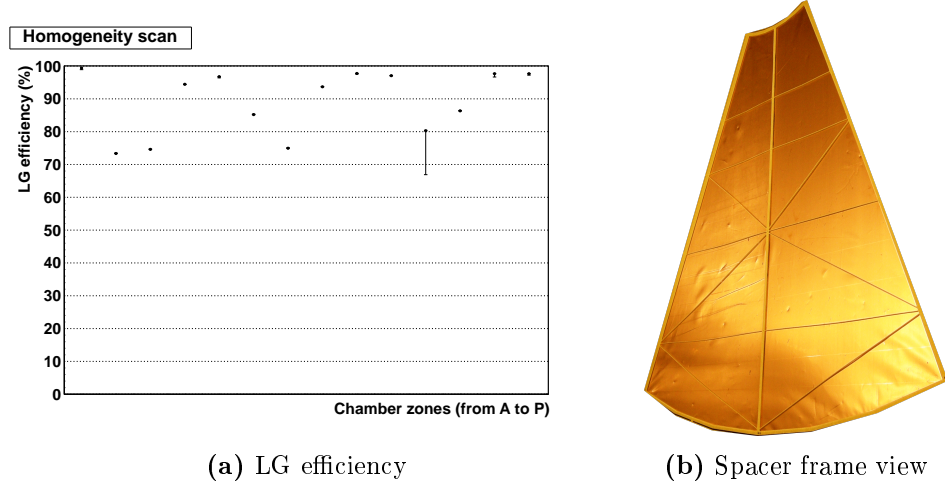 Homogeneity scan
LG efficiency (%)
100
90
80
70
60
50
40
30
20
10
0
Chamber zones (from A to P)
(a) LG efficiency
(b) Spacer frame view